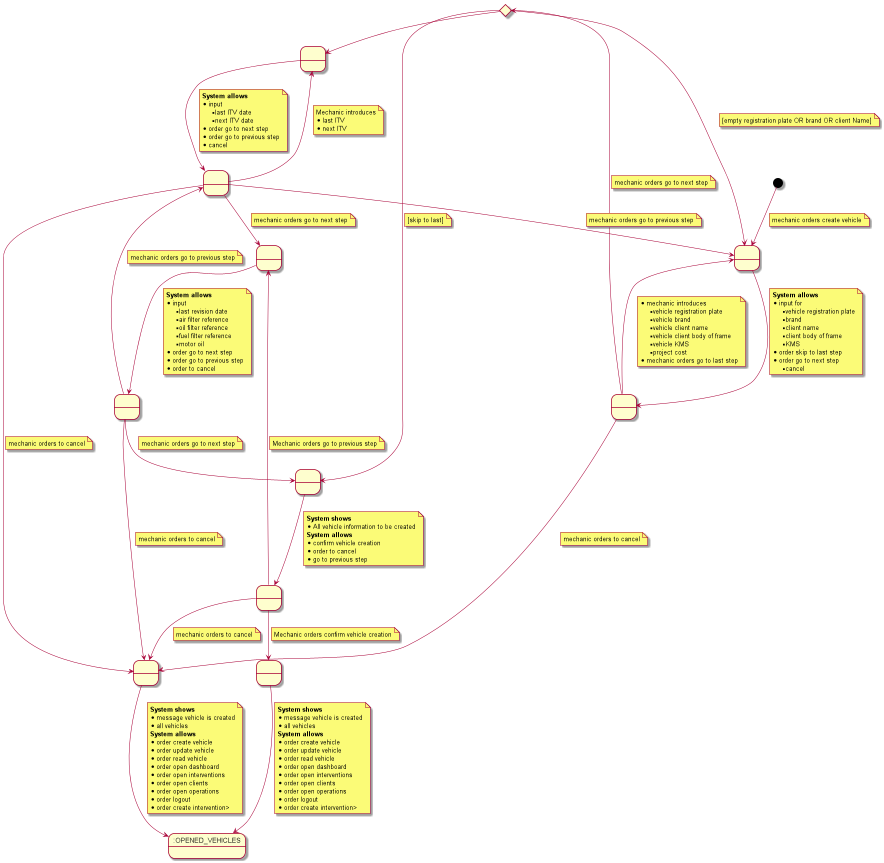 System allows
• input
▪last ITV date
▪next ITV date
• order go to next step
• order go to previous step
• cancel
Mechanic introduces
• last ITV
• next ITV
[empty registration plate OR brand OR client Name]
mechanic orders go to next step
mechanic orders go to next step
[skip to last]
mechanic orders go to previous step
mechanic orders create vehicle
mechanic orders go to previous step
System allows
• input
▪last revision date
▪air filter reference
▪oil filter reference
▪fuel filter reference
▪motor oil
• order go to next step
• order go to previous step
• order to cancel
• mechanic introduces
▪vehicle registration plate
▪vehicle brand
▪vehicle client name
▪vehicle client body of frame
▪vehicle KMS
▪project cost
• mechanic orders go to last stop
System allows
• input for
▪vehicle registration plate
▪brand
▪client name
▪client body of frame
▪KMS
• order skip to last step
• order go to next step
▪cancel
mechanic orders to cancel
mechanic orders go to next step
Mechanic orders go to previous step
System shows
• All vehicle information to be created
System allows
• confirm vehicle creation
• order to cancel
• go to previous step
mechanic orders to cancel
mechanic orders to cancel
mechanic orders to cancel
Mechanic orders confirm vehicle creation
System shows
• message vehicle is created
• all vehicles
System allows
• order create vehicle
• order update vehicle
• order read vehicle
• order open dashboard
• order open interventions
• order open clients
• order open operations
• order logout
• order create intervention>
System shows
• message vehicle is created
• all vehicles
System allows
• order create vehicle
• order update vehicle
• order read vehicle
• order open dashboard
• order open interventions
• order open clients
• order open operations
• order logout
• order create intervention>
:OPENED_VEHICLES